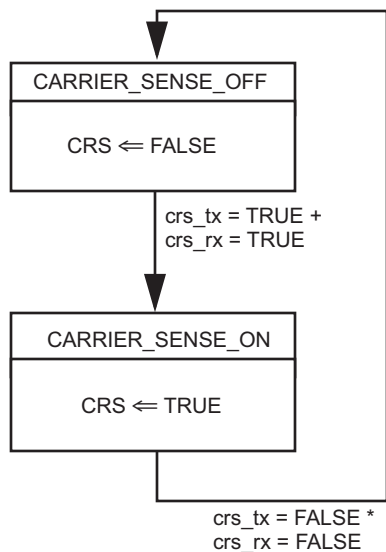 CARRIER_SENSE_OFF
CRS ⇐ FALSE
crs_tx = TRUE +
crs_rx = TRUE
CARRIER_SENSE_ON
CRS ⇐ TRUE
crs_tx = FALSE *
crs_rx = FALSE